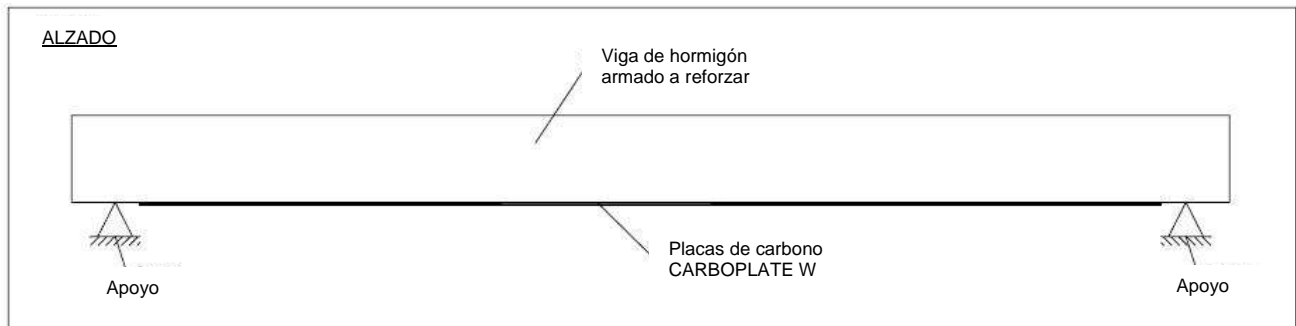 ALZADO
Viga de hormigón
armado a reforzar
Placas de carbono
CARBOPLATE W
Apoyo
Apoyo